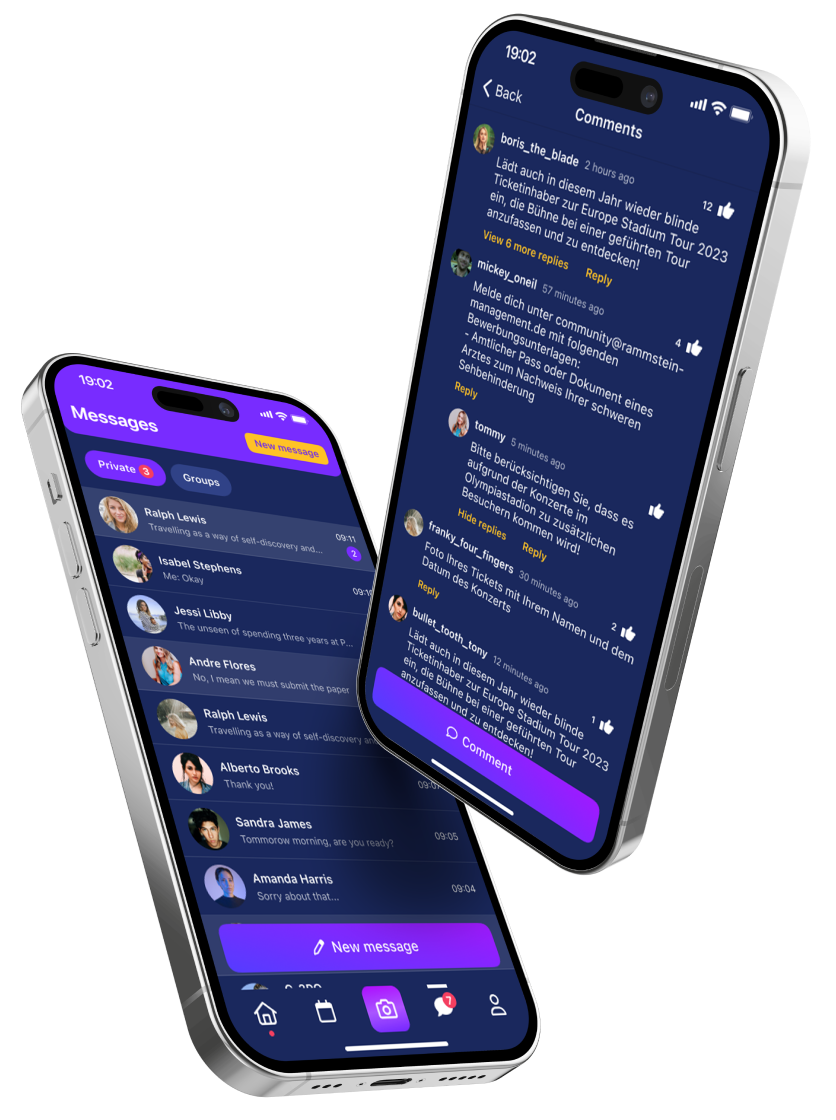 19:02
Back
Comments
boris_the_blade 2 hours ago
Lädt auch in diesem Jahr wieder blinde
Ticketinhaber zur Europe Stadium Tour 2023
ein, die Bühne bei einer geführten Tour
anzufassen und zu entdecken!
12
View 6 more replies Reply
mickey_oneil 57 minutes ago
Melde dich unter community@rammstein-
management.de mit folgenden
Bewerbungsunterlagen:
- Amtlicher Pass oder Dokument eines
Arztes zum Nachweis Ihrer schweren
Sehbehinderung
4
Reply
tommy 5 minutes ago
Bitte berücksichtigen Sie, dass es
aufgrund der Konzerte im
Olympiastadion zu zusätzlichen
Besuchern kommen wird!
Hide replies Reply
franky_four_fingers 30 minutes ago
Foto Ihres Tickets mit Ihrem Namen und dem
Datum des Konzerts
2
Reply
bullet_tooth_tony 12 minutes ago
Lädt auch in diesem Jahr wieder blinde
Ticketinhaber zur Europe Stadium Tour 2023
ein, die Bühne bei einer geführten Tour
anzufassen und zu entdecken!
1
Comment
19:02
Messages
New message
Private 3 Groups
Ralph Lewis 09:11
Travelling as a way of self-discovery and... 2
Isabel Stephens
Me: Okay
Jessi Libby
The unseen of spending three years at P...
Andre Flores
No, I mean we must submit the paper
Ralph Lewis
Travelling as a way of self-discovery an
Alberto Brooks
Thank you! 09:07
Sandra James
Tommorow morning, are you ready? 09:05
Amanda Harris 09:04
Sorry about that...
New message
7